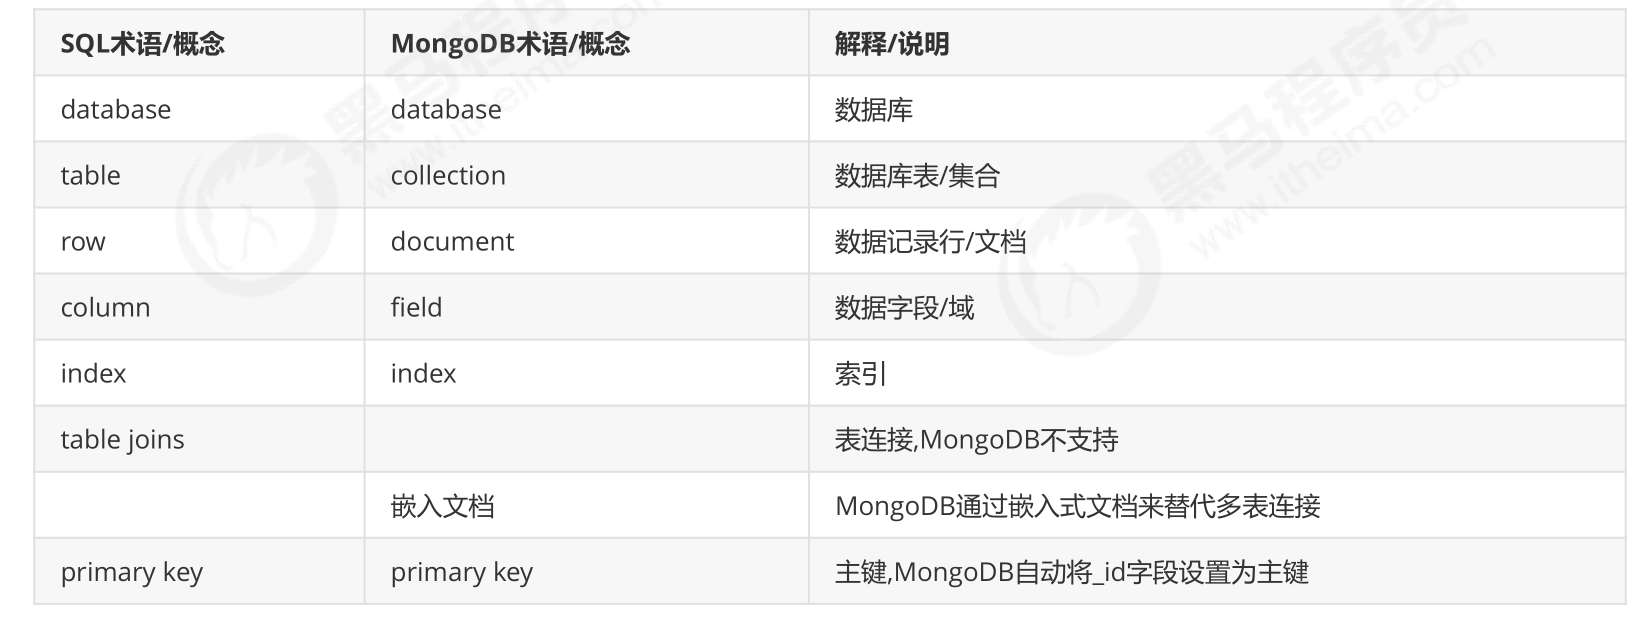 SQL术语/概念 MongoDB术语/概念 解释/说明
database database 数据库
table collection 数据库表/集合
row document 数据记录行/文档
column field 数据字段/域
index index 索引
table joins 表连接,MongoDB不支持
嵌入文档 MongoDB通过嵌入式文档来替代多表连接
primary key primary key 主键,MongoDB自动将_id字段设置为主键
黑马程序员
www.itheima.com
黑马程序员
www.itheima.com